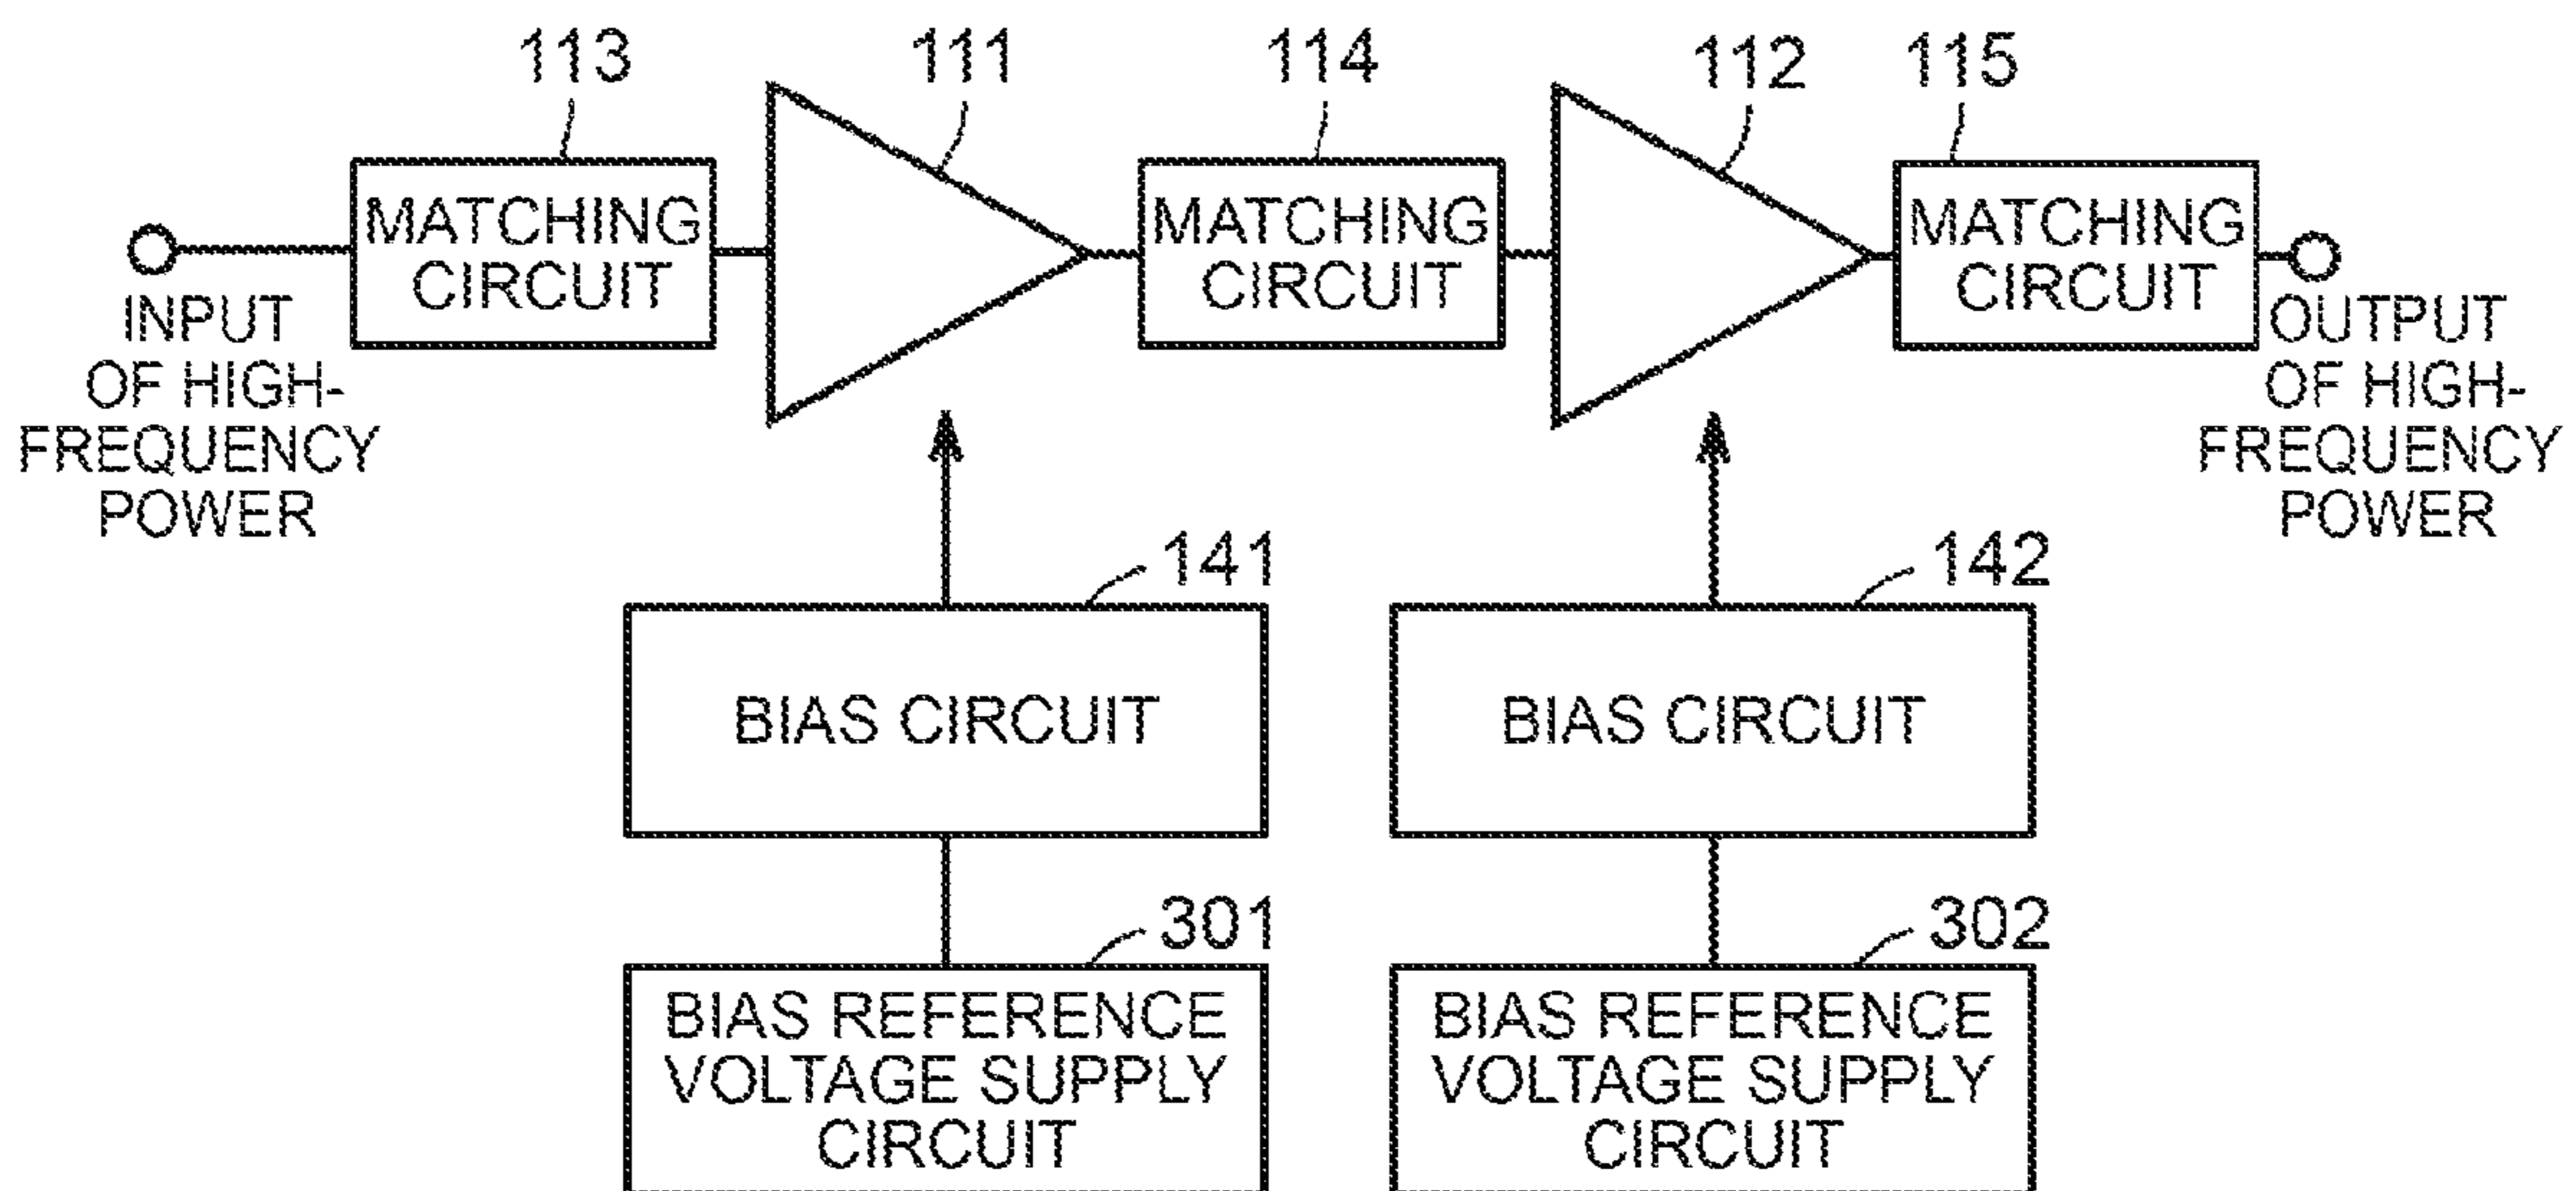 113
111
114
112
115
MATCHING
CIRCUIT
MATCHING
CIRCUIT
MATCHING
CIRCUIT
INPUT
OF HIGH-
FREQUENCY
POWER
OUTPUT
OF HIGH-
FREQUENCY
POWER
141
142
BIAS CIRCUIT
BIAS CIRCUIT
301
302
BIAS REFERENCE
VOLTAGE SUPPLY
CIRCUIT
BIAS REFERENCE
VOLTAGE SUPPLY
CIRCUIT